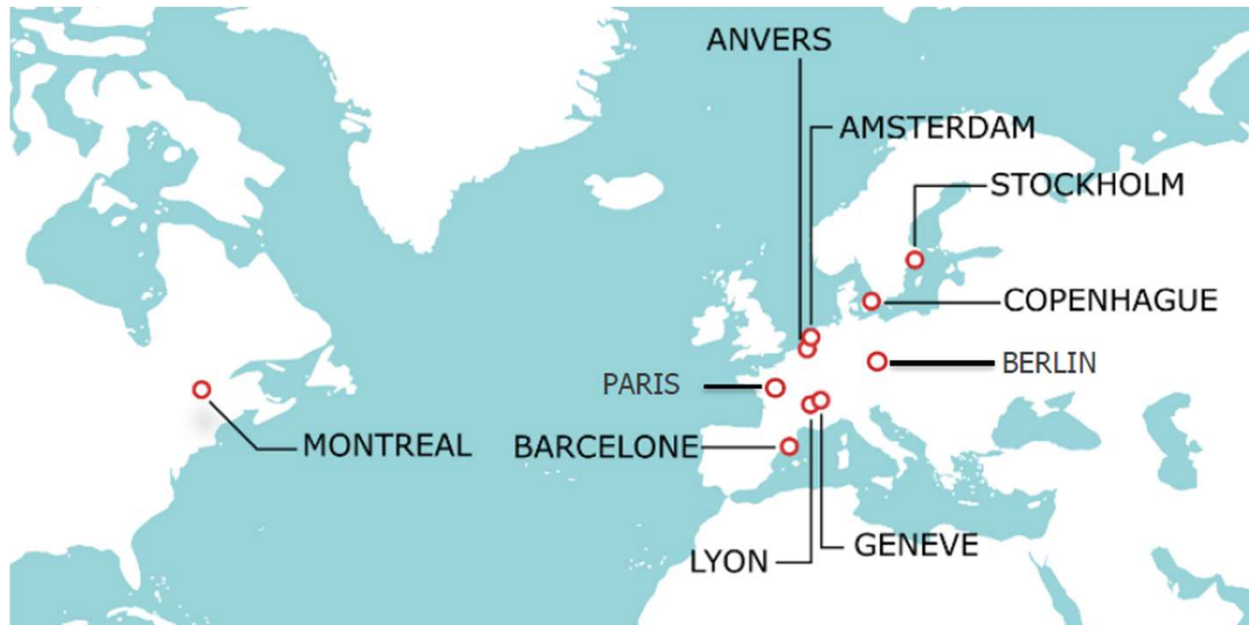 ANVERS
AMSTERDAM
STOCKHOLM
COPENHAGUE
BERLIN
PARIS
MONTREAL
BARCELONE
GENEVE
LYON